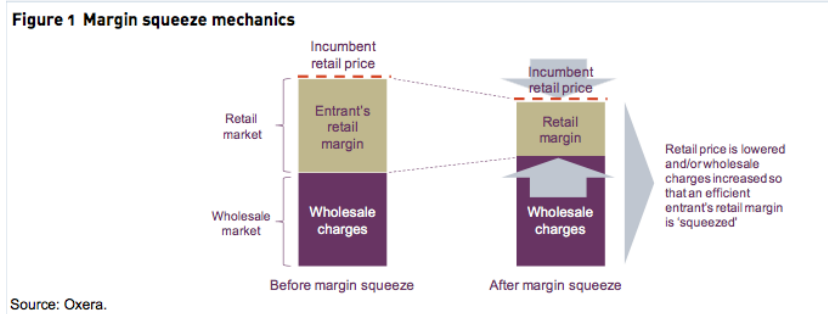 Figure 1 Margin squeeze mechanics
Incumbent
retail price
Retail
market
Entrant's
retail
margin
Wholesale
market
Wholesale
charges
Before margin squeeze
Incumbent
retail price
Retail
margin
Wholesale
charges
After margin squeeze
Retail price is lowered
and/or wholesale
charges increased so
that an efficient
entrant's retail margin
is 'squeezed'
Source: Oxera.